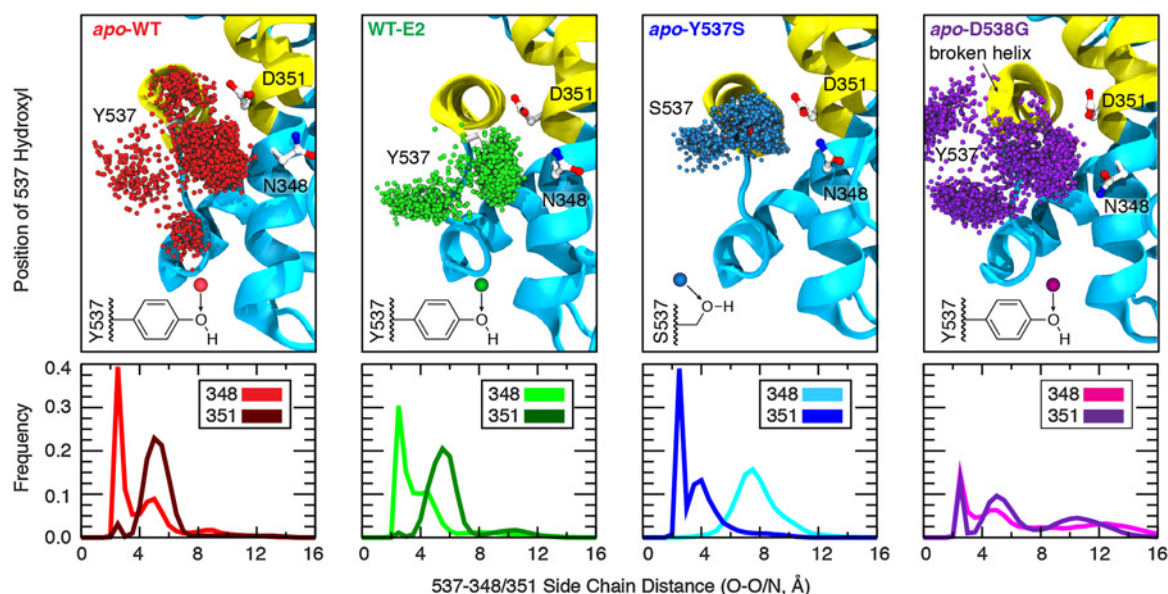 Position of 537 Hydroxyl
apo-WT
Y537
D351
N348
Y537
O
H
WT-E2
Y537
D351
N348
Y537
O
H
apo-Y537S
S537
D351
N348
S537
O-H
apo-D538G
broken helix
D351
Y537
N348
Y537
O
H
Frequency
0.4
0.3
0.2
0.1
0.0
348
351
0 4 8 12 16
348
351
0 4 8 12 16
348
351
0 4 8 12 16
348
351
0 4 8 12 16
537-348/351 Side Chain Distance (O-O/N, Å)